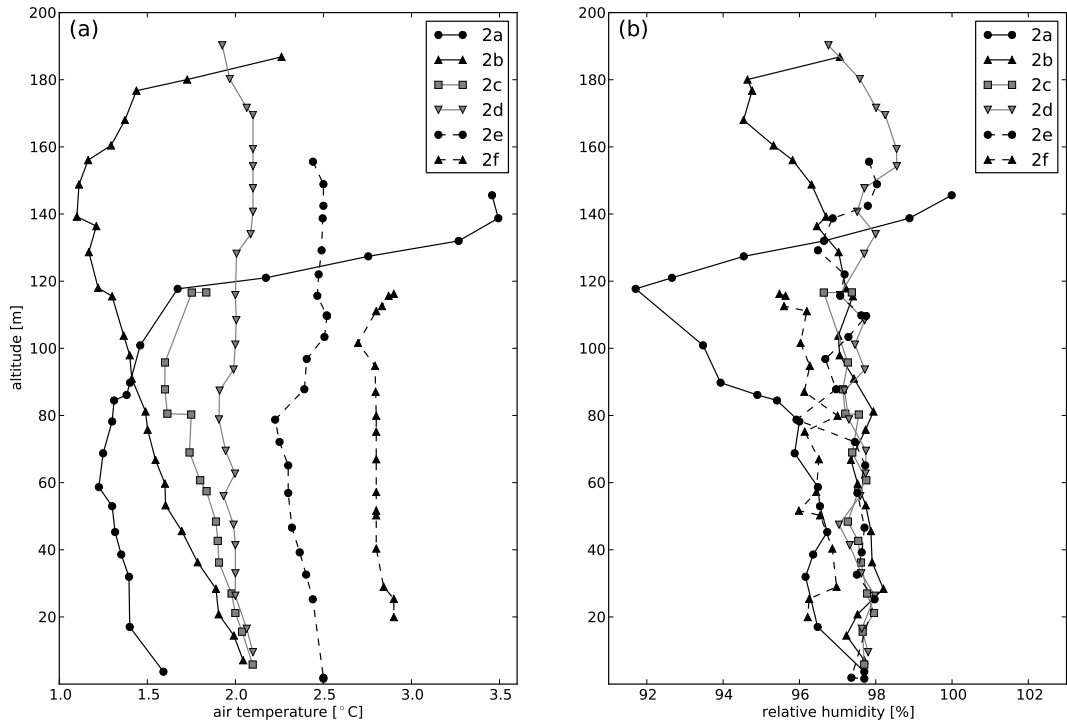 (a)
2a
2b
2c
2d
2e
2f
200
180
160
140
120
100
80
60
40
20
altitude [m]
1.0 1.5 2.0 2.5 3.0 3.5
air temperature [°C]
(b)
2a
2b
2c
2d
2e
2f
200
180
160
140
120
100
80
60
40
20
92 94 96 98 100 102
relative humidity [%]